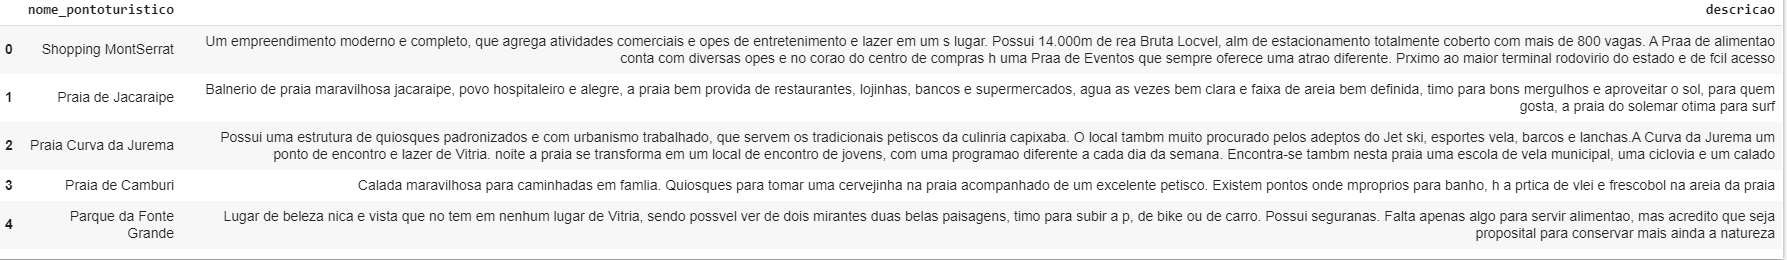 nome_pontoturistico descricao
0 Shopping MontSerrat Um empreendimento moderno e completo, que agrega atividades comerciais e opes de entretenimento e lazer em um s lugar. Possui 14.000m de rea Bruta Locvel, alm de estacionamento totalmente coberto com mais de 800 vagas. A Praa de alimentao
conta com diversas opes e no corao do centro de compras h uma Praa de Eventos que sempre oferece uma atrao diferente. Prximo ao maior terminal rodovirio do estado e de fcil acesso
1 Praia de Jacaraipe Balnerio de praia maravilhosa jacaraipe, povo hospitaleiro e alegre, a praia bem provida de restaurantes, lojinhas, bancos e supermercados, agua as vezes bem clara e faixa de areia bem definida, timo para bons mergulhos e aproveitar o sol, para quem
gosta, a praia do solemar otima para surf
2 Praia Curva da Jurema Possui uma estrutura de quiosques padronizados e com urbanismo trabalhado, que servem os tradicionais petiscos da culinria capixaba. O local tambm muito procurado pelos adeptos do Jet ski, esportes vela, barcos e lanchas.A Curva da Jurema um
ponto de encontro e lazer de Vitria. noite a praia se transforma em um local de encontro de jovens, com uma programao diferente a cada dia da semana. Encontra-se tambm nesta praia uma escola de vela municipal, uma ciclovia e um calado
3 Praia de Camburi Calada maravilhosa para caminhadas em famlia. Quiosques para tomar uma cervejinha na praia acompanhado de um excelente petisco. Existem pontos onde mproprios para banho, h a prtica de vlei e frescobol na areia da praia
4 Parque da Fonte Grande Lugar de beleza nica e vista que no tem em nenhum lugar de Vitria, sendo possvel ver de dois mirantes duas belas paisagens, timo para subir a p, de bike ou de carro. Possui seguranas. Falta apenas algo para servir alimentao, mas acredito que seja
proposital para conservar mais ainda a natureza